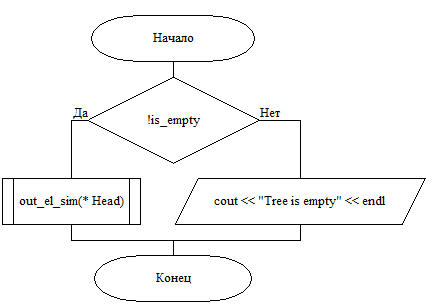 Начало
Да
Нет
!is_empty
out_el_sim(* Head)
cout << "Tree is empty" << endl
Конец